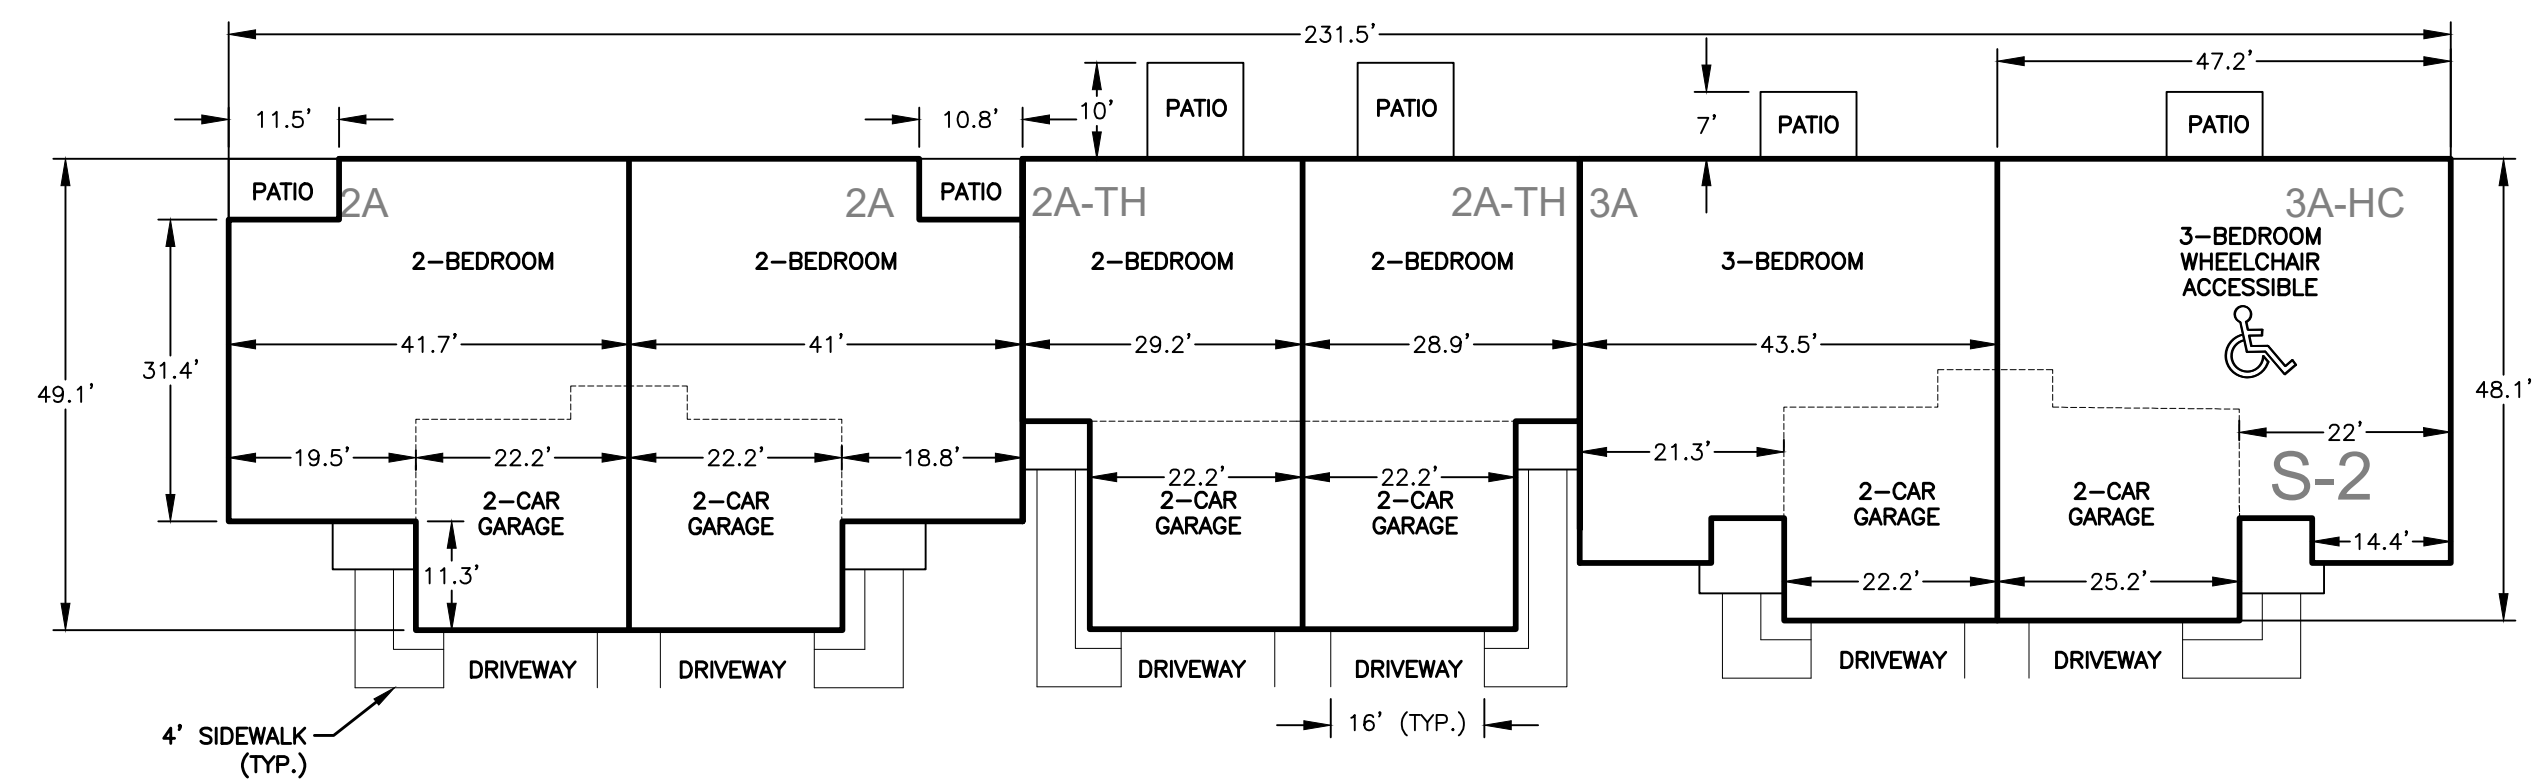 231.5'
47.2'
11.5'
10.8'
10'
7'
PATIO
PATIO
PATIO
PATIO
PATIO
PATIO
2A
2A
2A-TH
2A-TH
3A
3A-HC
2-BEDROOM
2-BEDROOM
2-BEDROOM
2-BEDROOM
3-BEDROOM
3-BEDROOM
WHEELCHAIR
ACCESSIBLE
41.7'
41'
29.2'
28.9'
43.5'
31.4'
49.1'
48.1'
19.5'
22.2'
22.2'
18.8'
22.2'
22.2'
21.3'
22'
S-2
2-CAR
GARAGE
2-CAR
GARAGE
2-CAR
GARAGE
2-CAR
GARAGE
2-CAR
GARAGE
2-CAR
GARAGE
14.4'
11.3'
22.2'
25.2'
DRIVEWAY
DRIVEWAY
DRIVEWAY
DRIVEWAY
DRIVEWAY
DRIVEWAY
16' (TYP.)
4' SIDEWALK
(TYP.)